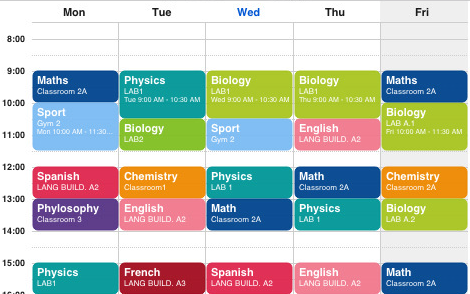 Mon Tue Wed Thu Fri
8:00
9:00
Maths Physics Biology Biology Maths
Classroom 2A LAB1 LAB1 LAB1 Classroom 2A
Tue 9:00 AM - 10:30 AM Wed 9:00 AM - 10:30 AM Thu 9:00 AM - 10:30 AM
10:00
Sport Biology
Gym 2 LAB A.1
Mon 10:00 AM - 11:30... Fri 10:00 AM - 11:30 AM
Biology Sport English
LAB2 Gym 2 LANG BUILD. A2
11:00
12:00
Spanish Chemistry Physics Math Chemistry
LANG BUILD. A2 Classroom1 LAB 1 Classroom 2A Classroom 2A
13:00
Phylosophy English Math Physics Biology
Classroom 3 LANG BUILD. A2 Classroom 2A LAB 1 LAB A.2
14:00
15:00
Physics French Spanish English Math
LAB1 LANG BUILD. A3 LANG BUILD. A2 LANG BUILD. A2 Classroom 2A
16:00